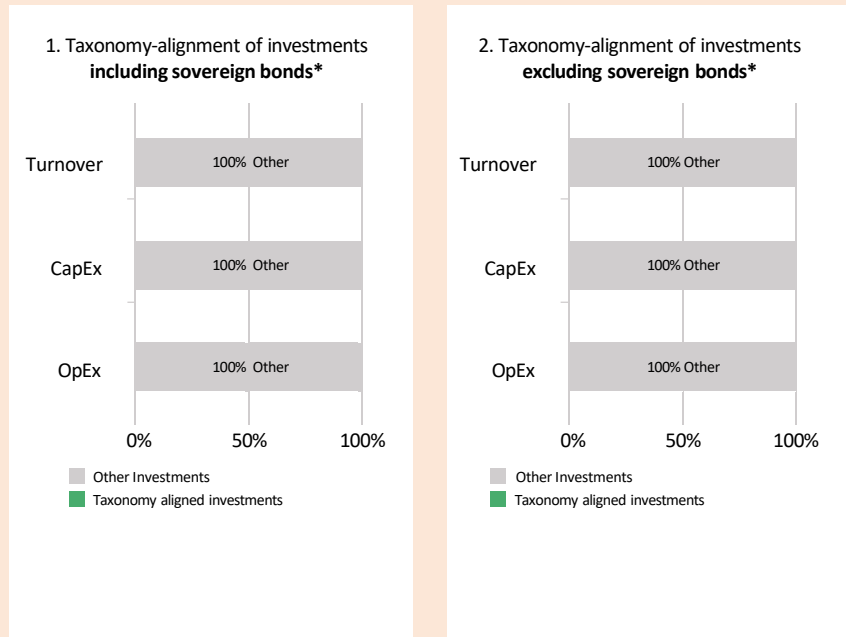 1. Taxonomy-alignment of investments
including sovereign bonds*
Turnover
100% Other
CapEx
100% Other
OpEx
100% Other
0% 50% 100%
Other Investments
Taxonomy aligned investments
2. Taxonomy-alignment of investments
excluding sovereign bonds*
Turnover
100% Other
CapEx
100% Other
OpEx
100% Other
0% 50% 100%
Other Investments
Taxonomy aligned investments